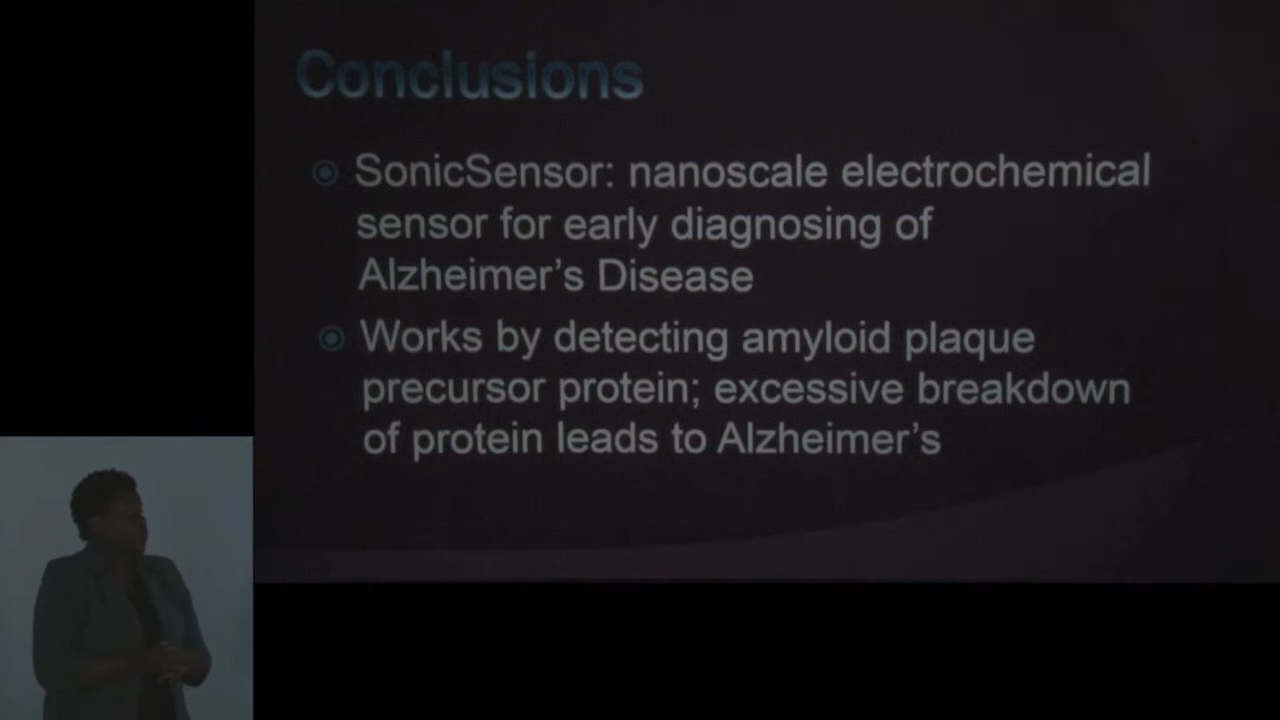 Conclusions
SonicSensor: nanoscale electrochemical
sensor for early diagnosing of
Alzheimer's Disease
Works by detecting amyloid plaque
precursor protein; excessive breakdown
of protein leads to Alzheimer's